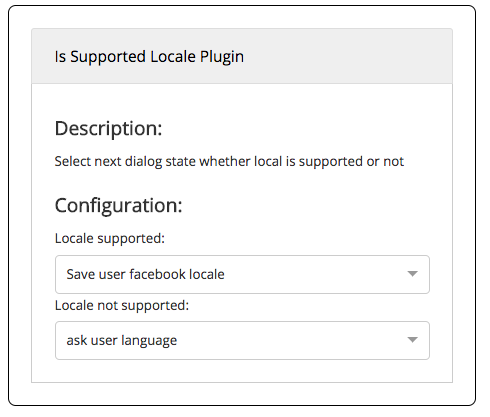 Is Supported Locale Plugin
Description:
Select next dialog state whether local is supported or not
Configuration:
Locale supported:
Save user facebook locale
Locale not supported:
ask user language